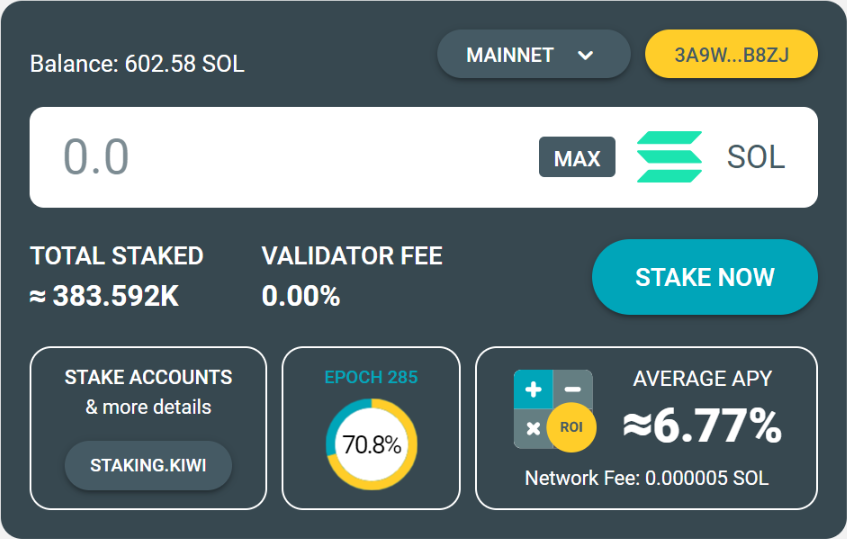 Balance: 602.58 SOL
MAINNET
3A9W...B8ZJ
0.0
MAX
SOL
TOTAL STAKED
≈ 383.592K
VALIDATOR FEE
0.00%
STAKE NOW
STAKE ACCOUNTS
& more details
STAKING.KIWI
EPOCH 285
70.8%
ROI
AVERAGE APY
≈6.77%
Network Fee: 0.000005 SOL